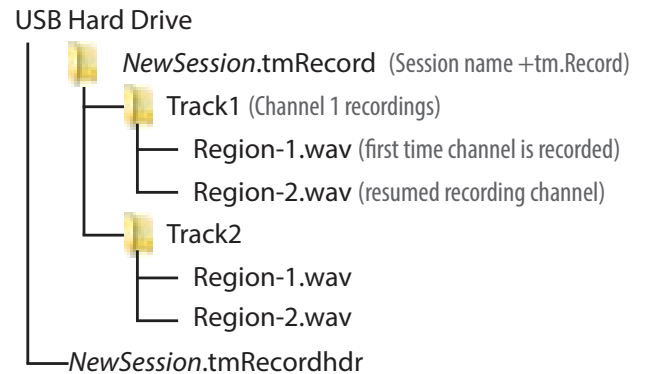 USB Hard Drive
NewSession.tmRecord (Session name +tm.Record)
Track1 (Channel 1 recordings)
Region-1.wav (first time channel is recorded)
Region-2.wav (resumed recording channel)
Track2
Region-1.wav
Region-2.wav
NewSession.tmRecordhdr